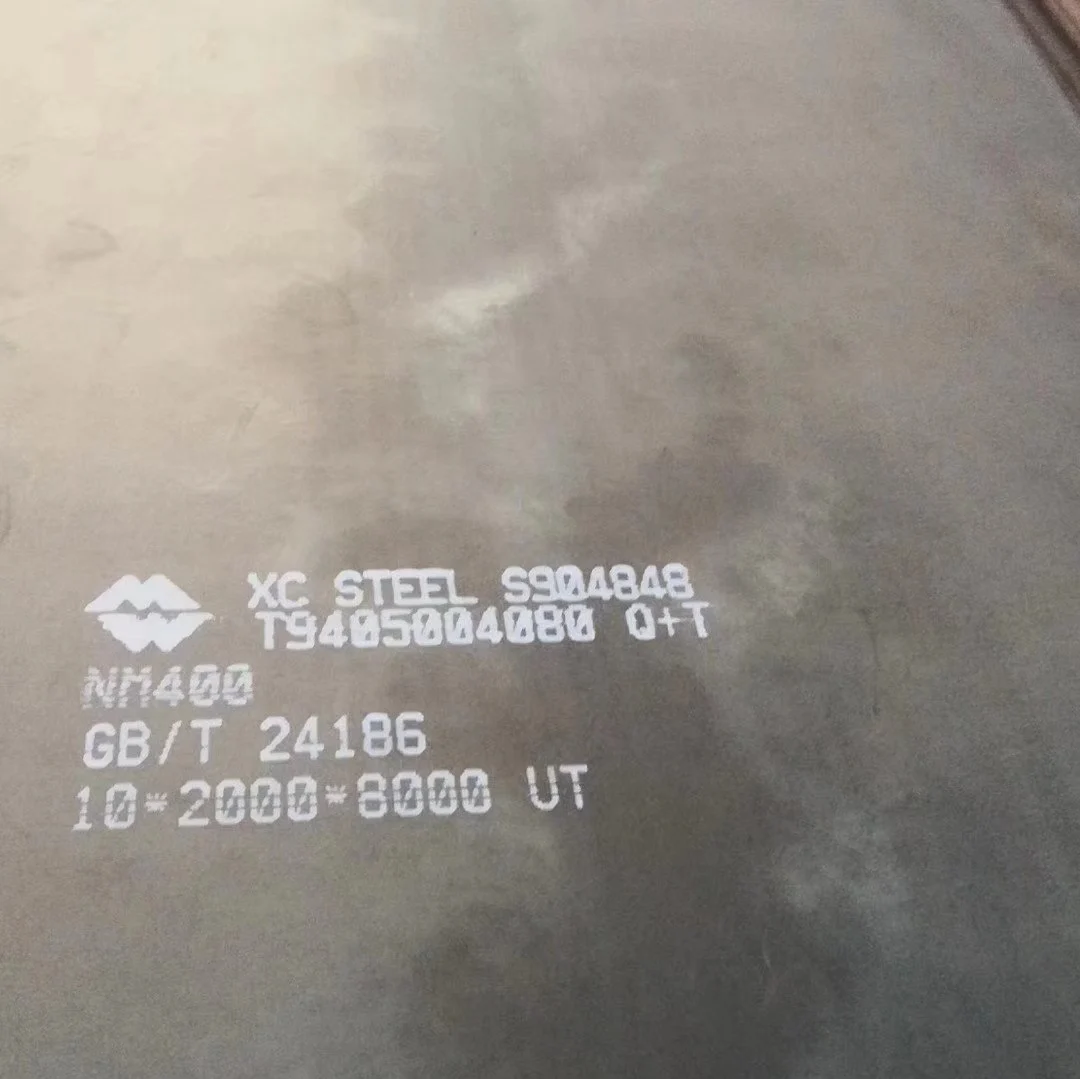 XC STEEL S904848
T9405004080 Q+T
NM400
GB/T 24186
10*2000*8000 UT